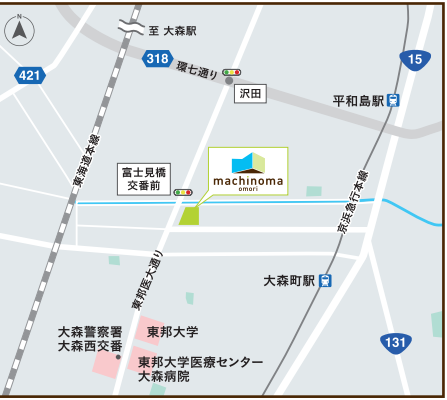 N
至 大森駅
15
318
環七通り
421
沢田
平和島駅
東海道本線
富士見橋
交番前
machinoma
omori
京浜急行本線
東邦医大通り
大森町駅
大森警察署
大森西交番
東邦大学
131
東邦大学医療センター
大森病院